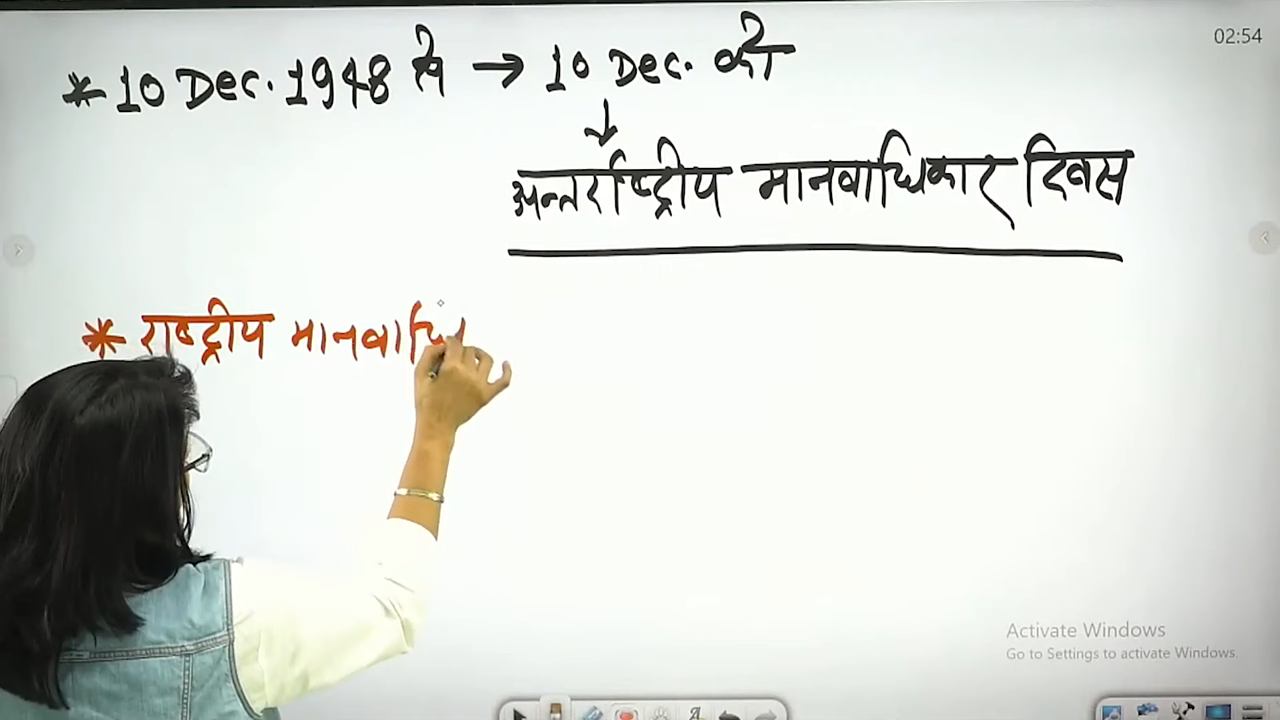 02:54
* 10 Dec. 1948 से → 10 Dec. को
↓
अन्तर्राष्ट्रीय मानवाधिकार दिवस
* राष्ट्रीय
Activate Windows
Go to Settings to activate Windows.